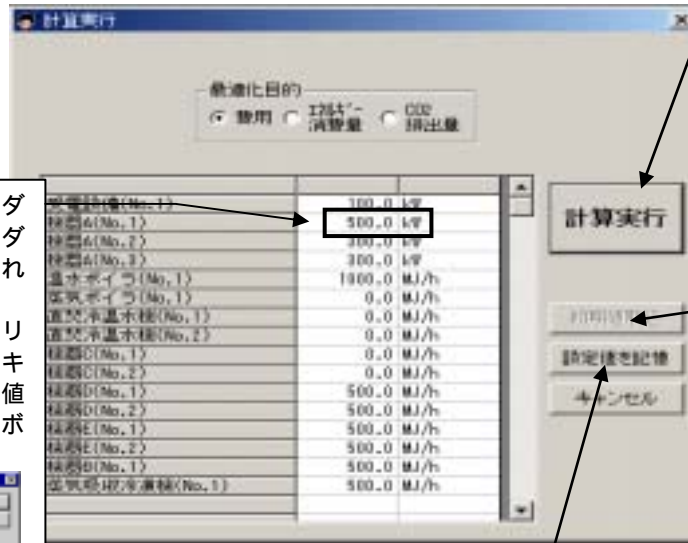 計算実行
最適化目的
費用 エネルギー消費量 CO2排出量
受電設備(No.1) 100.0 kW
機器A(No.1) 500.0 kW
機器A(No.2) 300.0 kW
機器A(No.3) 300.0 kW
温水ボイラ(No.1) 1000.0 MJ/h
蒸気ボイラ(No.1) 0.0 MJ/h
直焚冷温水機(No.1) 0.0 MJ/h
直焚冷温水機(No.2) 0.0 MJ/h
機器C(No.1) 0.0 MJ/h
機器C(No.2) 0.0 MJ/h
機器D(No.1) 500.0 MJ/h
機器D(No.2) 500.0 MJ/h
機器E(No.1) 500.0 MJ/h
機器E(No.2) 500.0 MJ/h
機器B(No.1) 500.0 MJ/h
蒸気吸収冷凍機(No.1) 500.0 MJ/h
計算実行
設定値を記憶
キャンセル
ダ
ダ
れ
リ
キ
値
ボ